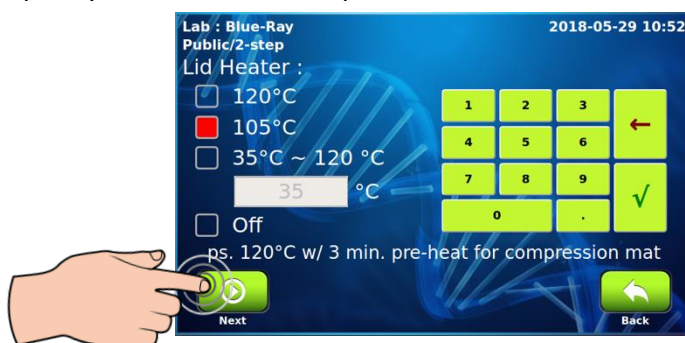 Lab : Blue-Ray 2018-05-29 10:52
Public/2-step
Lid Heater :
120°C
105°C
35°C ~ 120 °C
35 °C
Off
1 2 3 ←
4 5 6
7 8 9 √
0 .
ps. 120°C w/ 3 min. pre-heat for compression mat
Next Back